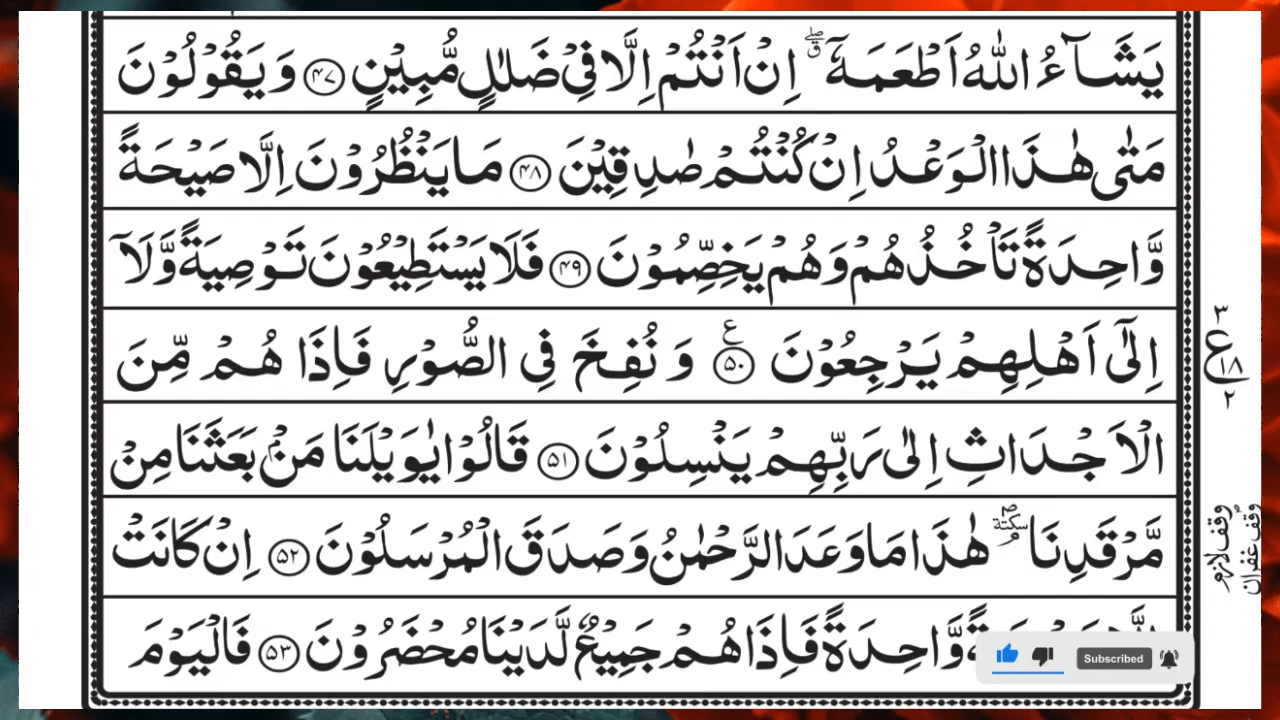 يَشَآءُ اللّٰهُ اَطْعَمَهٗۤ ۖق اِنْ اَنْتُمْ اِلَّا فِیْ ضَلٰلٍ مُّبِیْنٍ ﴿۴۷﴾ وَ یَقُوْلُوْنَ
مَتٰی هٰذَا الْوَعْدُ اِنْ كُنْتُمْ صٰدِقِیْنَ ﴿۴۸﴾ مَا یَنْظُرُوْنَ اِلَّا صَیْحَةً
وَّاحِدَةً تَاْخُذُهُمْ وَهُمْ یَخِصِّمُوْنَ ﴿۴۹﴾ فَلَا یَسْتَطِیْعُوْنَ تَوْصِیَةً وَّلَاۤ
اِلٰۤی اَهْلِهِمْ یَرْجِعُوْنَ ﴿۵۰﴾ ع وَ نُفِخَ فِی الصُّوْرِ فَاِذَا هُمْ مِّنَ
الْاَجْدَاثِ اِلٰی رَبِّهِمْ یَنْسِلُوْنَ ﴿۵۱﴾ قَالُوْا یٰوَیْلَنَا مَنْۢ بَعَثَنَا مِنْ
مَّرْقَدِنَا سكتة هٰذَا مَا وَعَدَ الرَّحْمٰنُ وَصَدَقَ الْمُرْسَلُوْنَ ﴿۵۲﴾ اِنْ كَانَتْ
وَّاحِدَةً فَاِذَا هُمْ جَمِیْعٌ لَّدَیْنَا مُحْضَرُوْنَ ﴿۵۳﴾ فَالْیَوْمَ
۳
ع ۱۸
۲
وقف لازم
وقف غفران
Subscribed